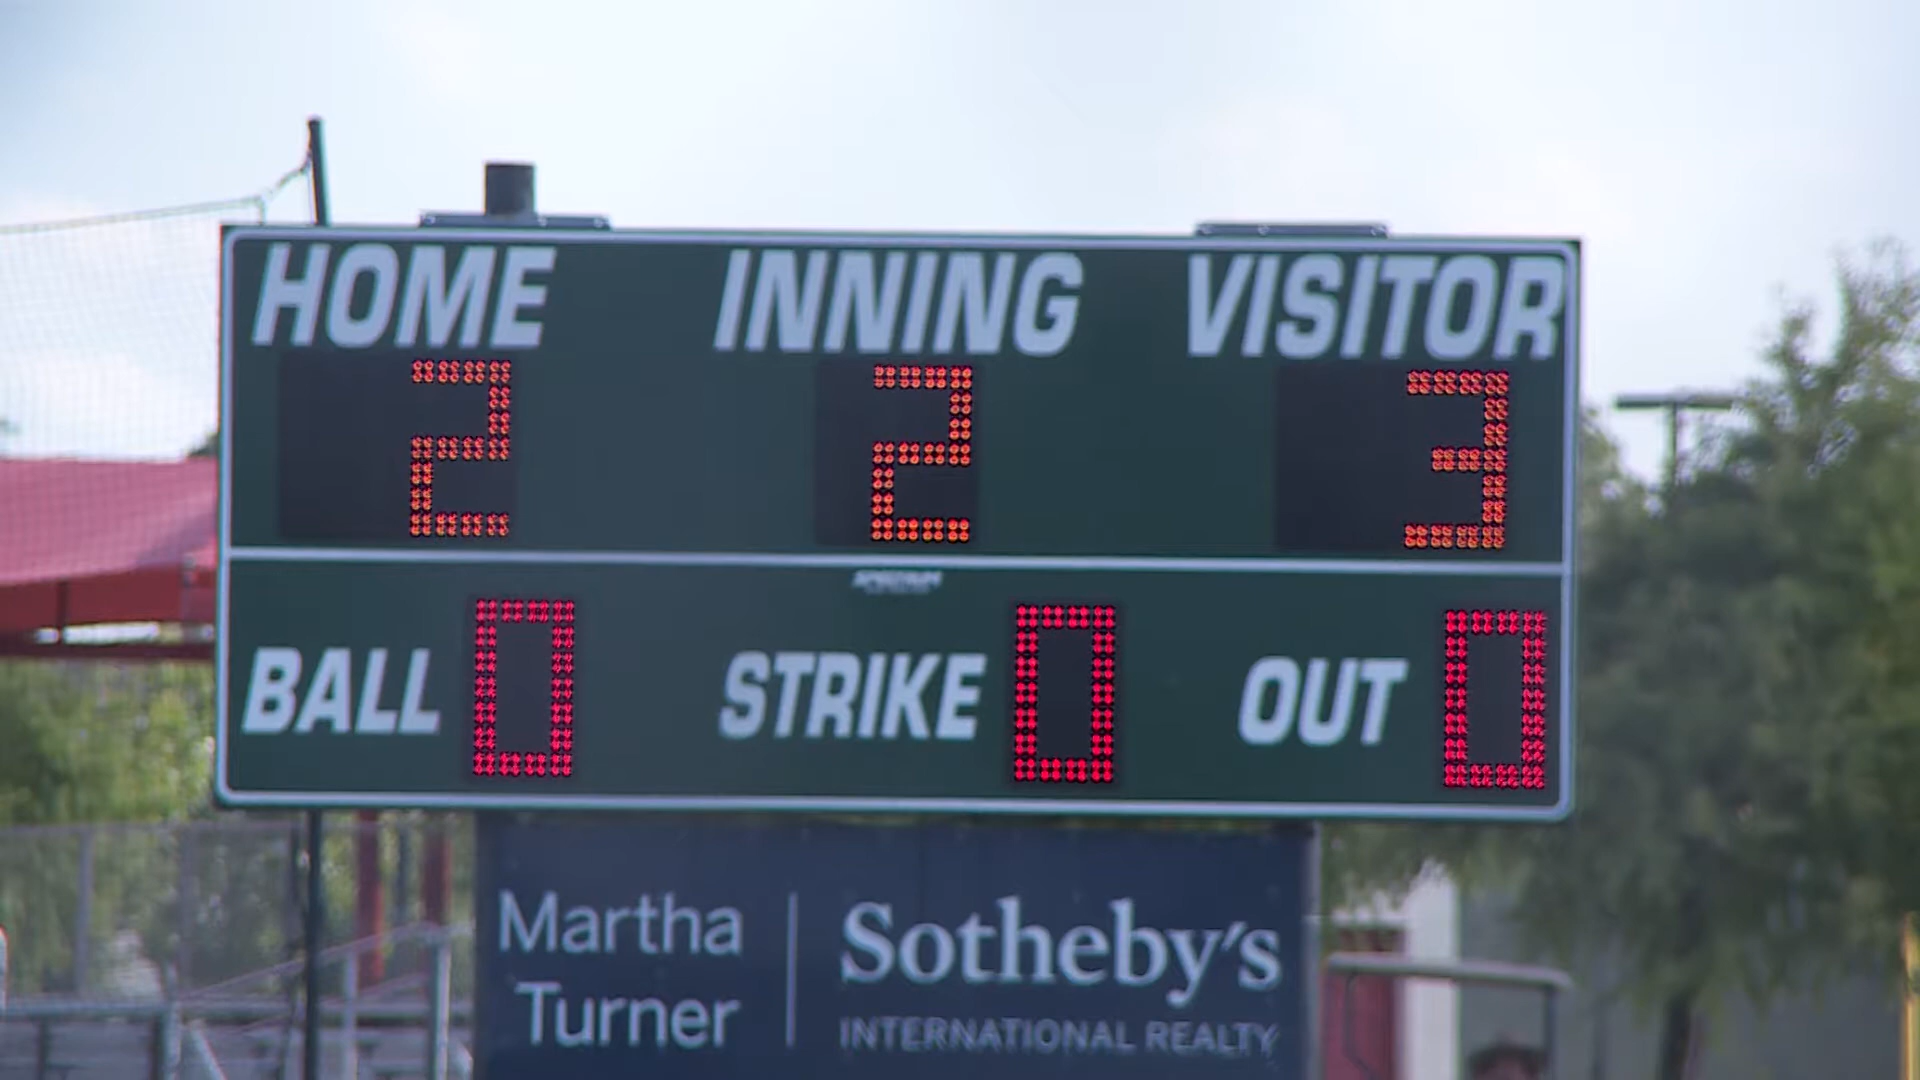 HOME INNING VISITOR
2 2 3
BALL 0 STRIKE 0 OUT 0
Martha
Turner
Sotheby's
INTERNATIONAL REALTY